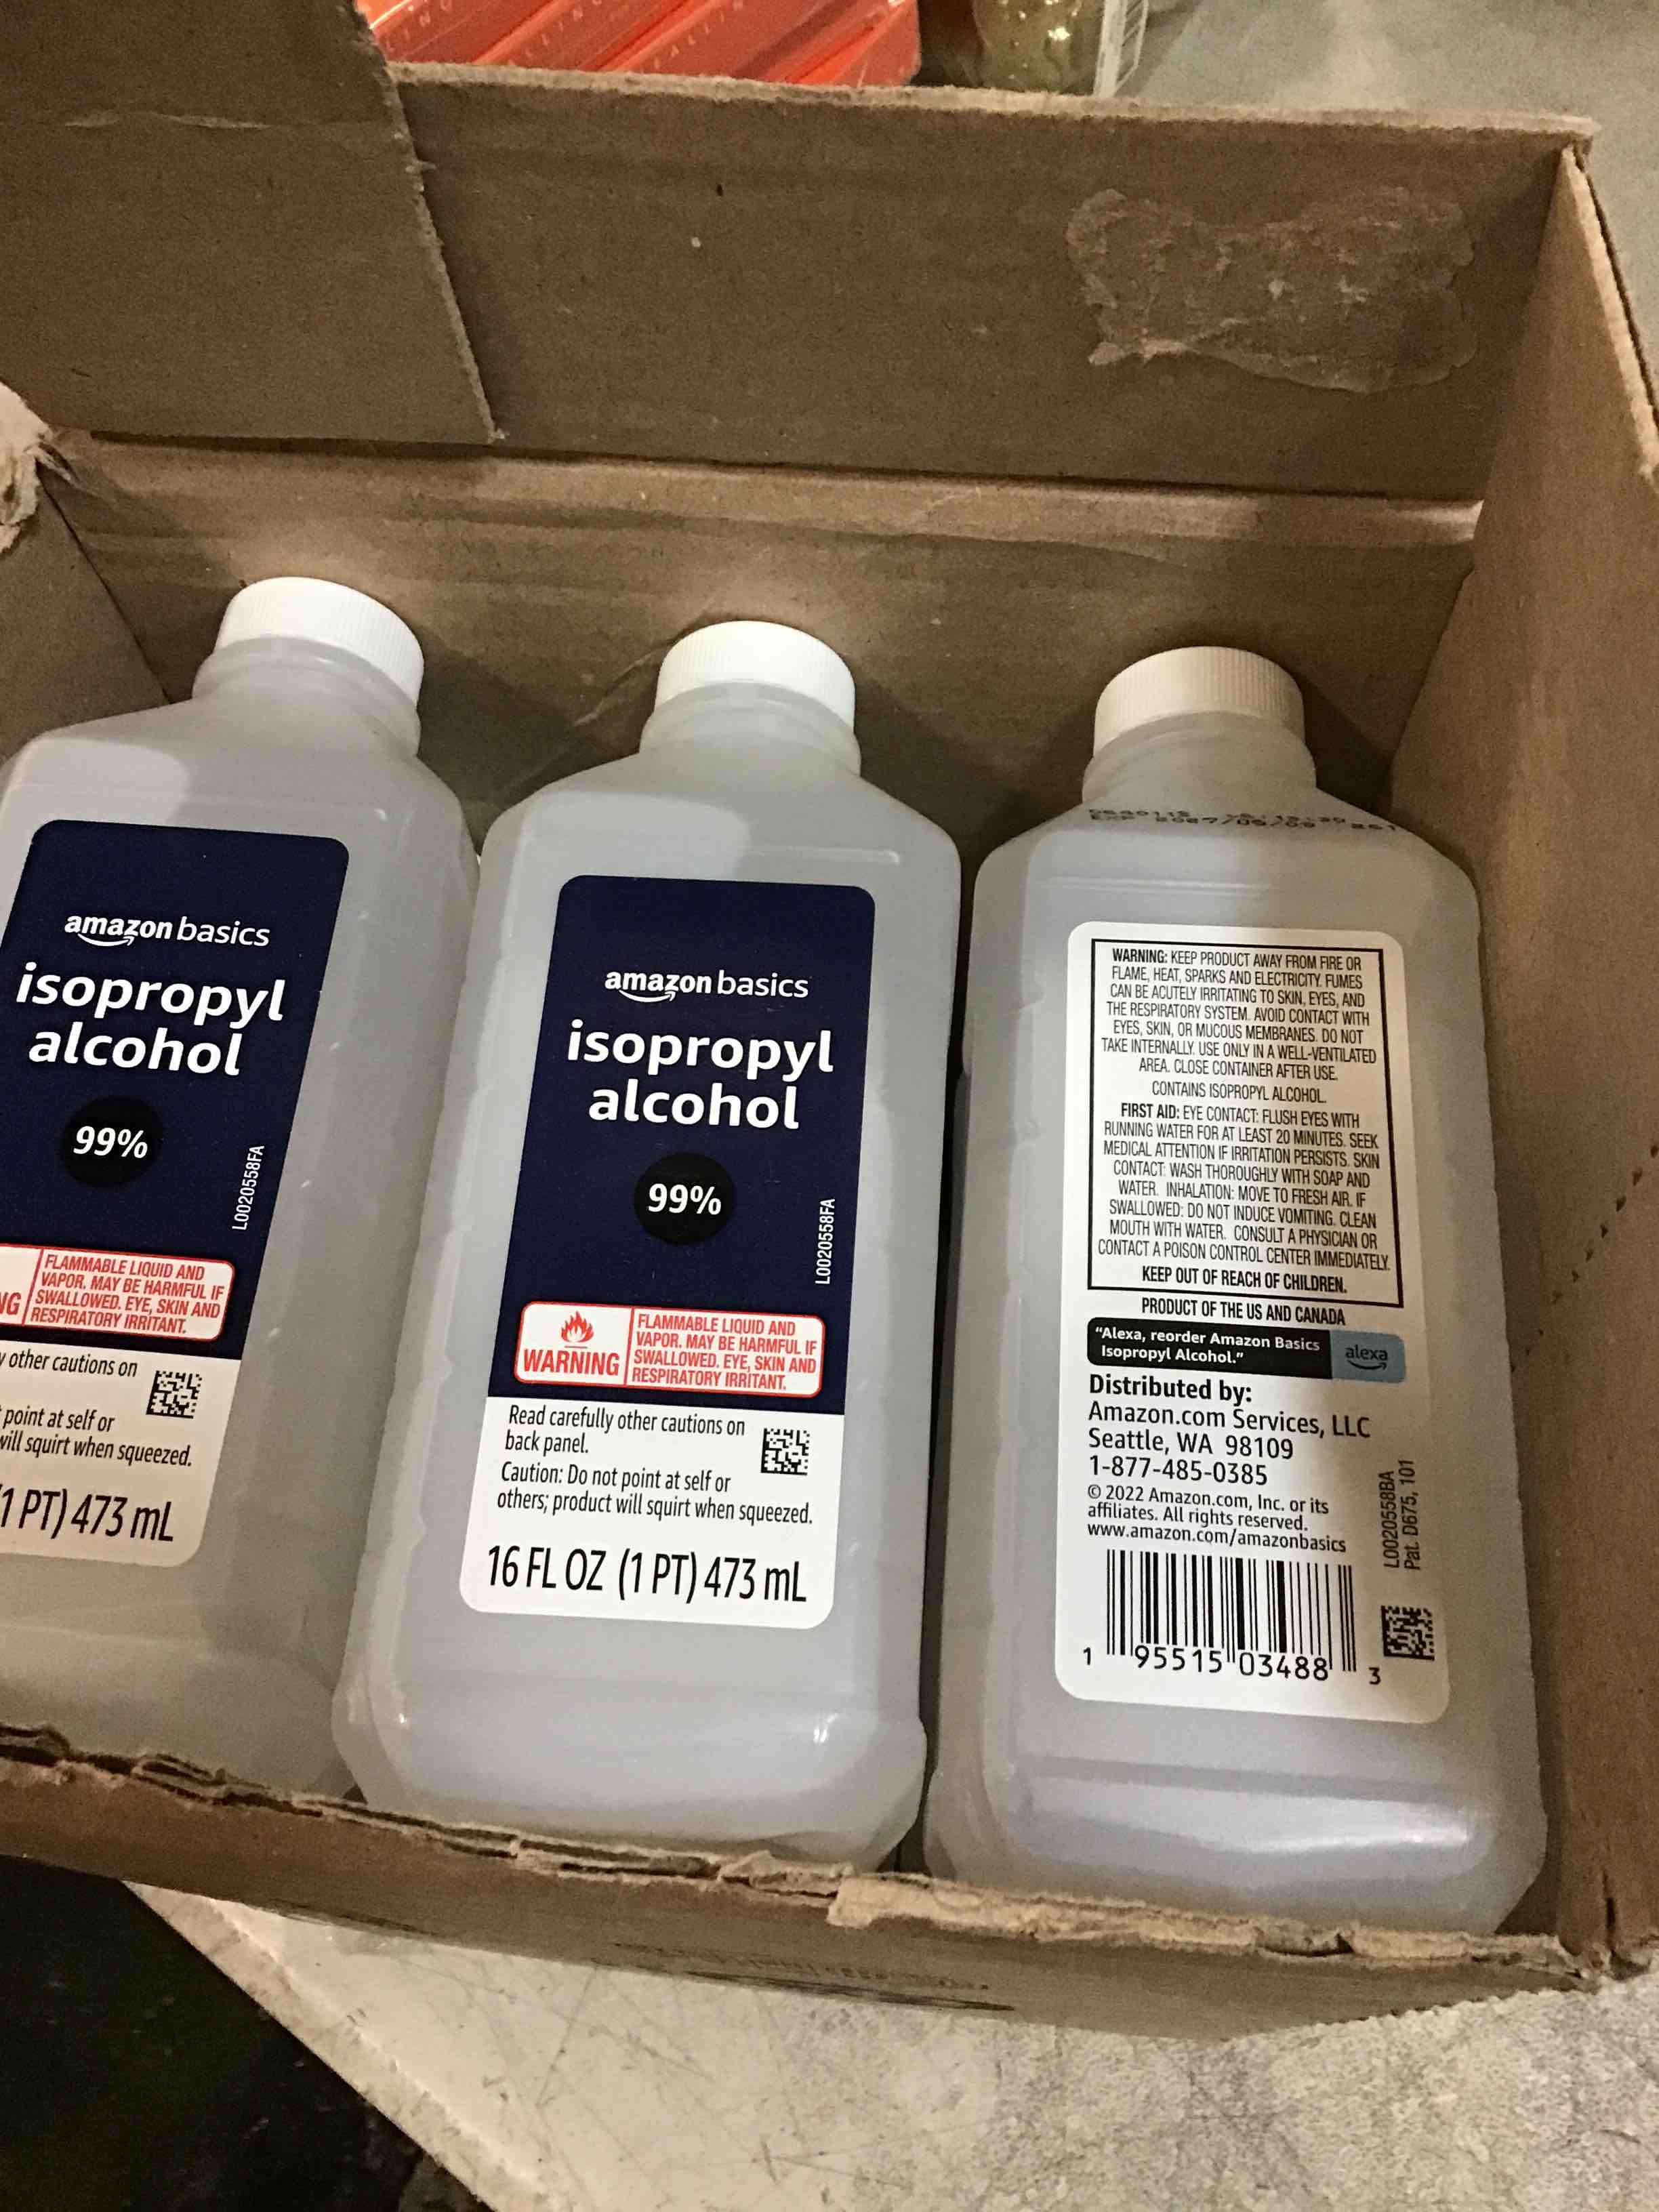 amazon basics
isopropyl
alcohol
99%
L0020558FA
FLAMMABLE LIQUID AND
VAPOR. MAY BE HARMFUL IF
SWALLOWED. EYE, SKIN AND
RESPIRATORY IRRITANT.
other cautions on
point at self or
will squirt when squeezed.
1 PT) 473 mL
amazon basics
isopropyl
alcohol
99%
L0020558FA
WARNING
FLAMMABLE LIQUID AND
VAPOR. MAY BE HARMFUL IF
SWALLOWED. EYE, SKIN AND
RESPIRATORY IRRITANT.
Read carefully other cautions on
back panel.
Caution: Do not point at self or
others; product will squirt when squeezed.
16 FL OZ (1 PT) 473 mL
EXP 2027/05/09
WARNING: KEEP PRODUCT AWAY FROM FIRE OR
FLAME, HEAT, SPARKS AND ELECTRICITY. FUMES
CAN BE ACUTELY IRRITATING TO SKIN, EYES, AND
THE RESPIRATORY SYSTEM. AVOID CONTACT WITH
EYES, SKIN, OR MUCOUS MEMBRANES. DO NOT
TAKE INTERNALLY. USE ONLY IN A WELL-VENTILATED
AREA. CLOSE CONTAINER AFTER USE.
CONTAINS ISOPROPYL ALCOHOL.
FIRST AID: EYE CONTACT: FLUSH EYES WITH
RUNNING WATER FOR AT LEAST 20 MINUTES. SEEK
MEDICAL ATTENTION IF IRRITATION PERSISTS. SKIN
CONTACT: WASH THOROUGHLY WITH SOAP AND
WATER. INHALATION: MOVE TO FRESH AIR. IF
SWALLOWED: DO NOT INDUCE VOMITING. CLEAN
MOUTH WITH WATER. CONSULT A PHYSICIAN OR
CONTACT A POISON CONTROL CENTER IMMEDIATELY.
KEEP OUT OF REACH OF CHILDREN.
PRODUCT OF THE US AND CANADA
"Alexa, reorder Amazon Basics
Isopropyl Alcohol."
alexa
Distributed by:
Amazon.com Services, LLC
Seattle, WA 98109
1-877-485-0385
© 2022 Amazon.com, Inc. or its
affiliates. All rights reserved.
www.amazon.com/amazonbasics
L0020558BA
Pat. D675, 101
1 95515 03488 3